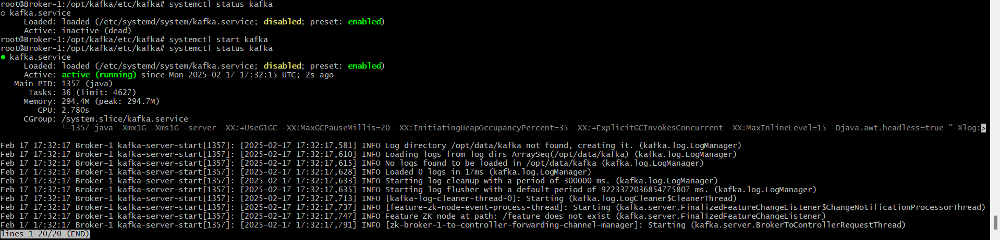 root@Broker-1:/opt/kafka/etc/kafka# systemctl status kafka
○ kafka.service
     Loaded: loaded (/etc/systemd/system/kafka.service; disabled; preset: enabled)
     Active: inactive (dead)
root@Broker-1:/opt/kafka/etc/kafka# systemctl start kafka
root@Broker-1:/opt/kafka/etc/kafka# systemctl status kafka
● kafka.service
     Loaded: loaded (/etc/systemd/system/kafka.service; disabled; preset: enabled)
     Active: active (running) since Mon 2025-02-17 17:32:15 UTC; 2s ago
   Main PID: 1357 (java)
      Tasks: 36 (limit: 4627)
     Memory: 294.4M (peak: 294.7M)
        CPU: 2.780s
     CGroup: /system.slice/kafka.service
             └─1357 java -Xmx1G -Xms1G -server -XX:+UseG1GC -XX:MaxGCPauseMillis=20 -XX:InitiatingHeapOccupancyPercent=35 -XX:+ExplicitGCInvokesConcurrent -XX:MaxInlineLevel=15 -Djava.awt.headless=true "-Xlog:>
Feb 17 17:32:17 Broker-1 kafka-server-start[1357]: [2025-02-17 17:32:17,581] INFO Log directory /opt/data/kafka not found, creating it. (kafka.log.LogManager)
Feb 17 17:32:17 Broker-1 kafka-server-start[1357]: [2025-02-17 17:32:17,610] INFO Loading logs from log dirs ArraySeq(/opt/data/kafka) (kafka.log.LogManager)
Feb 17 17:32:17 Broker-1 kafka-server-start[1357]: [2025-02-17 17:32:17,615] INFO No logs found to be loaded in /opt/data/kafka (kafka.log.LogManager)
Feb 17 17:32:17 Broker-1 kafka-server-start[1357]: [2025-02-17 17:32:17,628] INFO Loaded 0 logs in 17ms (kafka.log.LogManager)
Feb 17 17:32:17 Broker-1 kafka-server-start[1357]: [2025-02-17 17:32:17,633] INFO Starting log cleanup with a period of 300000 ms. (kafka.log.LogManager)
Feb 17 17:32:17 Broker-1 kafka-server-start[1357]: [2025-02-17 17:32:17,635] INFO Starting log flusher with a default period of 9223372036854775807 ms. (kafka.log.LogManager)
Feb 17 17:32:17 Broker-1 kafka-server-start[1357]: [2025-02-17 17:32:17,713] INFO [kafka-log-cleaner-thread-0]: Starting (kafka.log.LogCleaner$CleanerThread)
Feb 17 17:32:17 Broker-1 kafka-server-start[1357]: [2025-02-17 17:32:17,737] INFO [feature-zk-node-event-process-thread]: Starting (kafka.server.FinalizedFeatureChangeListener$ChangeNotificationProcessorThread)
Feb 17 17:32:17 Broker-1 kafka-server-start[1357]: [2025-02-17 17:32:17,747] INFO Feature ZK node at path: /feature does not exist (kafka.server.FinalizedFeatureChangeListener)
Feb 17 17:32:17 Broker-1 kafka-server-start[1357]: [2025-02-17 17:32:17,791] INFO [zk-broker-1-to-controller-forwarding-channel-manager]: Starting (kafka.server.BrokerToControllerRequestThread)
lines 1-20/20 (END)